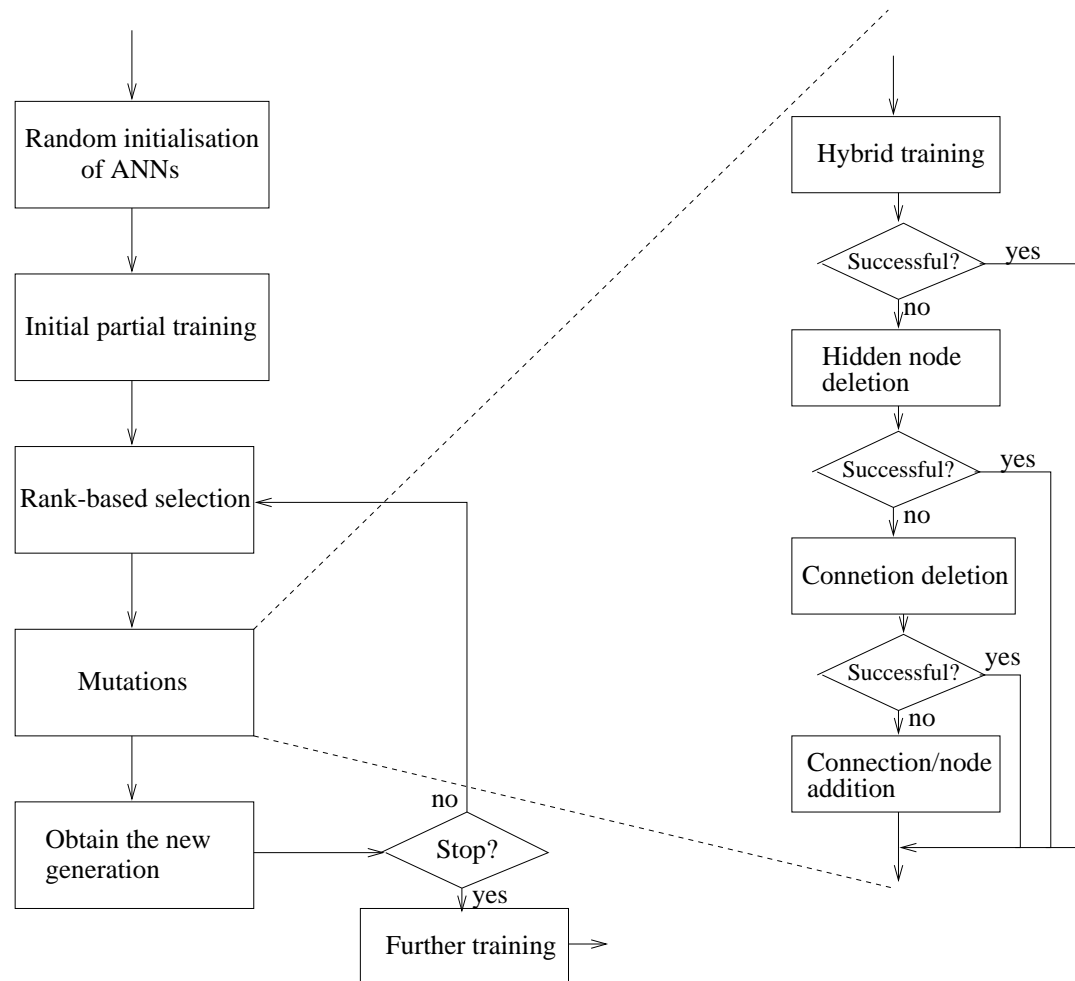 Random initialisation
of ANNs
Initial partial training
Rank-based selection
Mutations
Obtain the new
generation
no
Stop?
yes
Further training
Hybrid training
Successful?
yes
no
Hidden node
deletion
Successful?
yes
no
Connetion deletion
Successful?
yes
no
Connection/node
addition